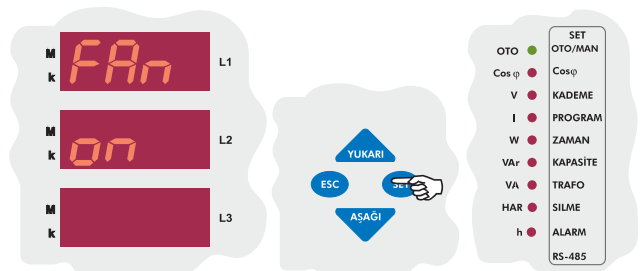 M
k
FAn
L1
M
k
on
L2
M
k
L3
YUKARI
ESC
AŞAĞI
SET
OTO OTO/MAN
Cos φ Cosφ
V KADEME
I PROGRAM
W ZAMAN
VAr KAPASİTE
VA TRAFO
HAR SILME
h ALARM
RS-485